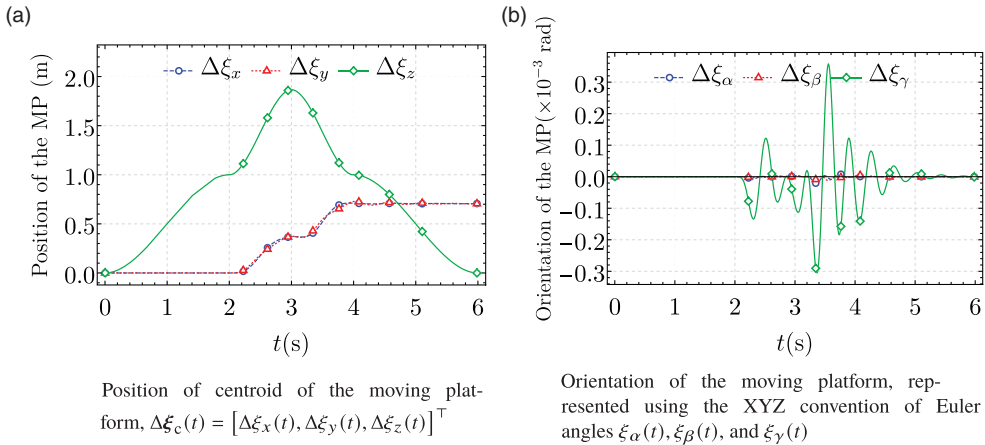 (a)
Position of the MP (m)
2.0
1.5
1.0
0.5
0.0
Δξx
Δξy
Δξz
0 1 2 3 4 5 6
t(s)
Position of centroid of the moving plat-
form, Δξc(t) = [Δξx(t), Δξy(t), Δξz(t)]⊤
(b)
Orientation of the MP(×10⁻³ rad)
0.3
0.2
0.1
0.0
−0.1
−0.2
−0.3
Δξα
Δξβ
Δξγ
0 1 2 3 4 5 6
t(s)
Orientation of the moving platform, rep-
resented using the XYZ convention of Euler
angles ξα(t), ξβ(t), and ξγ(t)